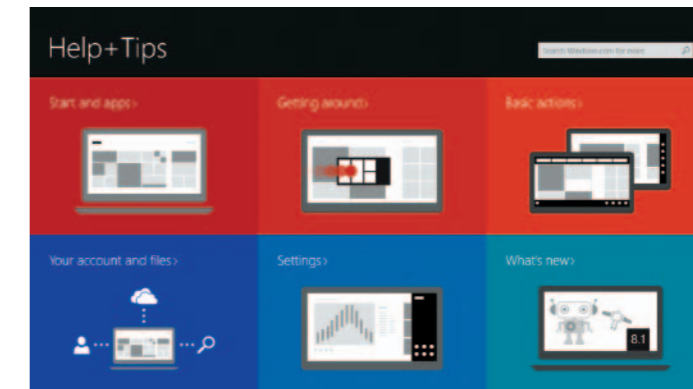 Help+Tips
Search Windows.com for more
Start and apps›
Getting around›
Basic actions›
Your account and files›
Settings›
What's new›
8.1